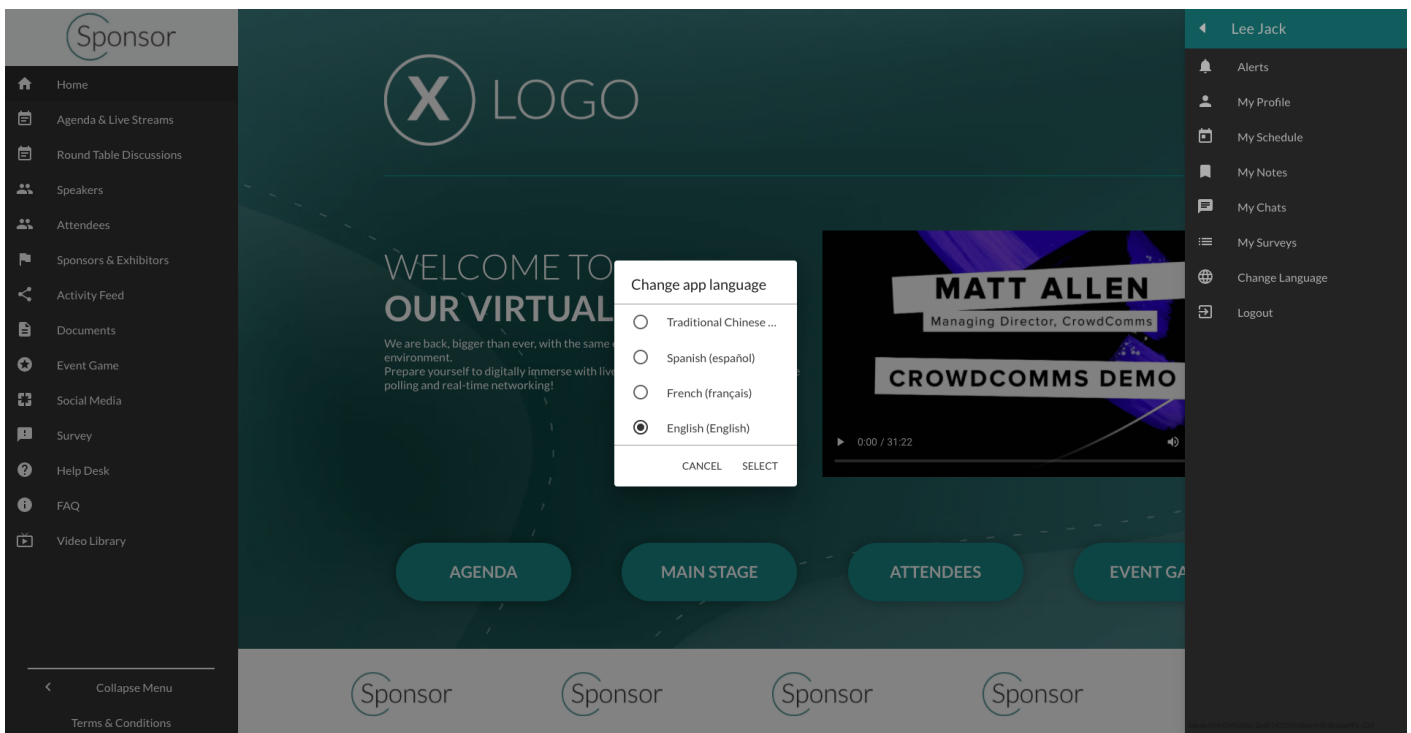 Sponsor
Home
Agenda & Live Streams
Round Table Discussions
Speakers
Attendees
Sponsors & Exhibitors
Activity Feed
Documents
Event Game
Social Media
Survey
Help Desk
FAQ
Video Library
Collapse Menu
Terms & Conditions
X LOGO
WELCOME TO
OUR VIRTUAL
We are back, bigger than ever, with the same
environment.
Prepare yourself to digitally immerse with live
polling and real-time networking!
MATT ALLEN
Managing Director, CrowdComms
CROWDCOMMS DEMO
0:00 / 31:22
Change app language
Traditional Chinese ...
Spanish (español)
French (français)
English (English)
CANCEL SELECT
AGENDA
MAIN STAGE
ATTENDEES
EVENT GA
Sponsor
Sponsor
Sponsor
Sponsor
Lee Jack
Alerts
My Profile
My Schedule
My Notes
My Chats
My Surveys
Change Language
Logout